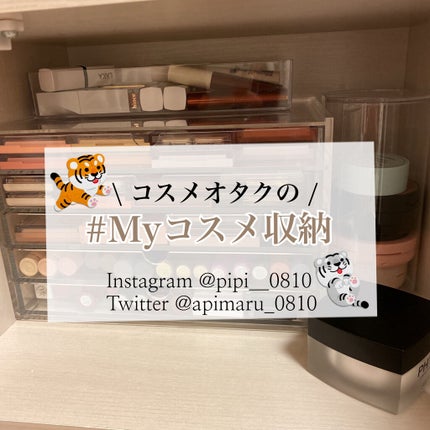 \ コスメオタクの /
#Myコスメ収納
Instagram @pipi__0810
Twitter @apimaru_0810